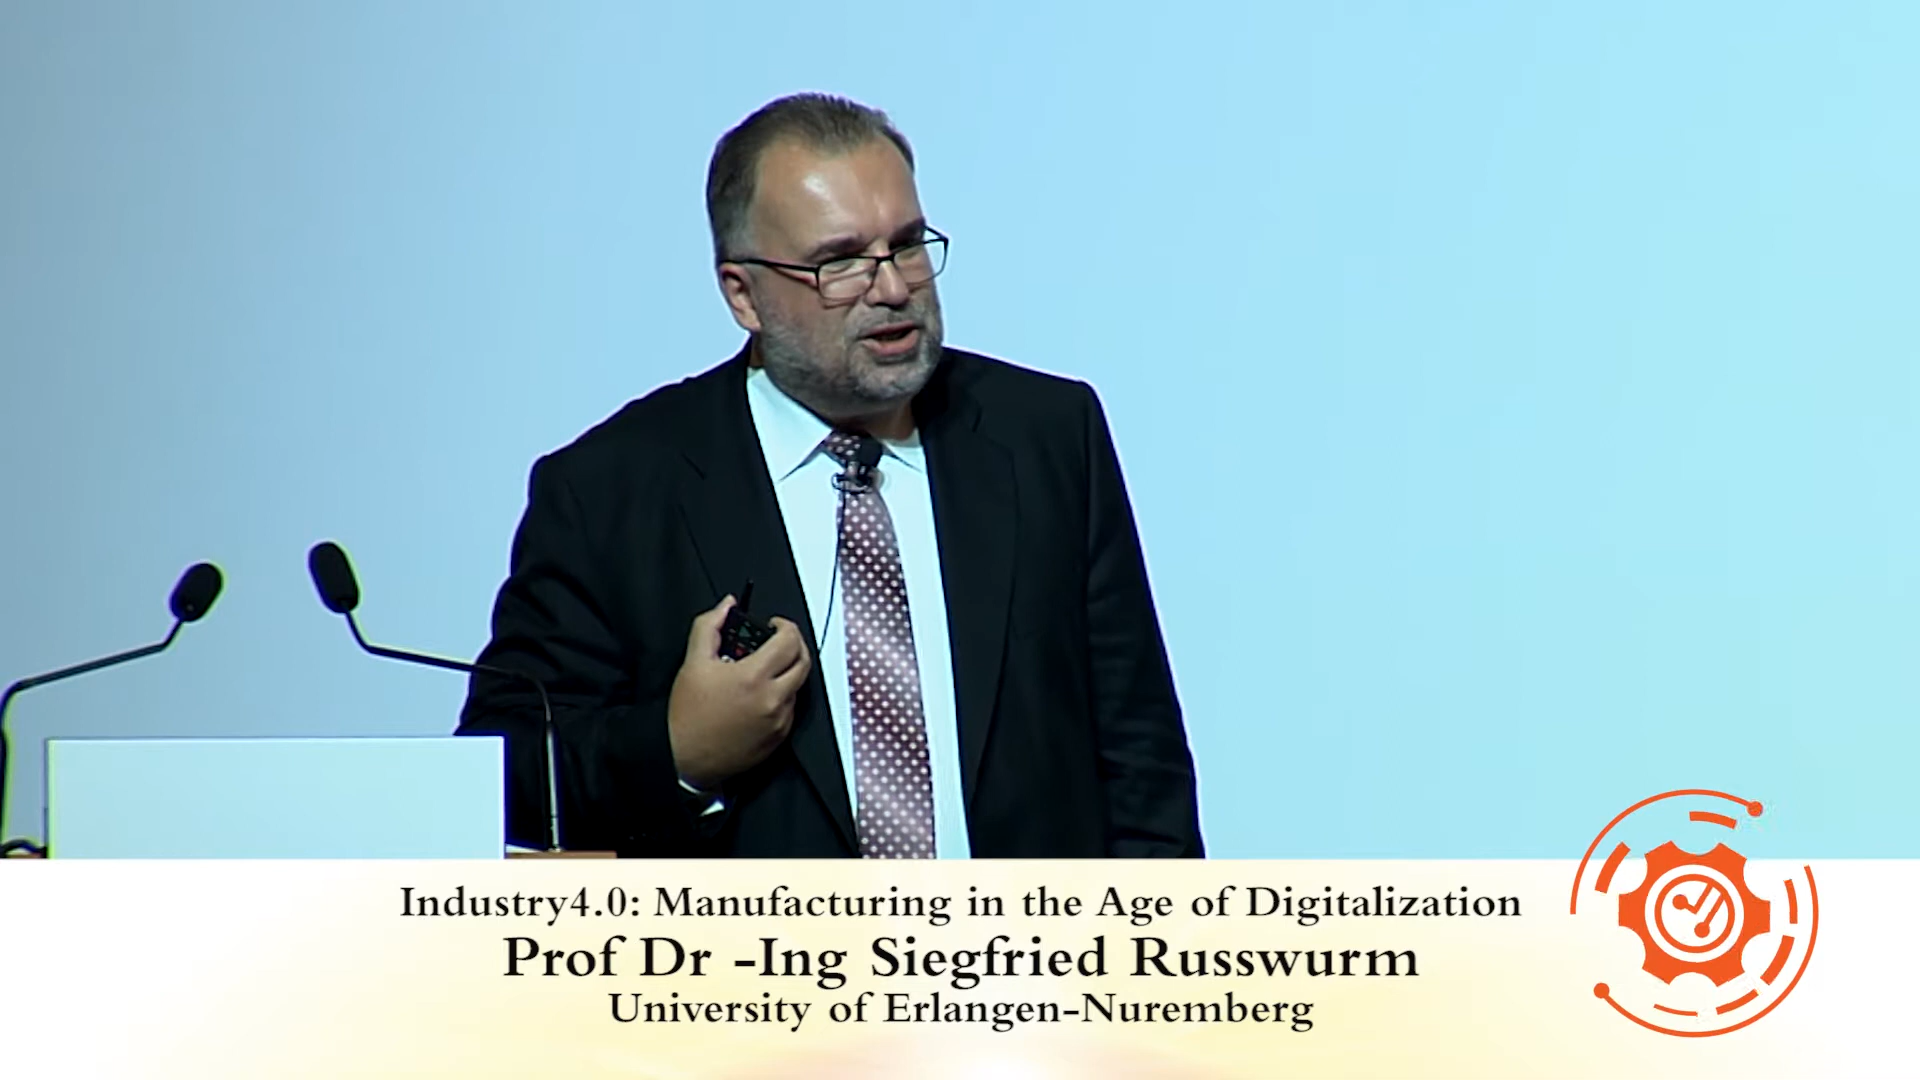 Industry4.0: Manufacturing in the Age of Digitalization
Prof Dr -Ing Siegfried Russwurm
University of Erlangen-Nuremberg